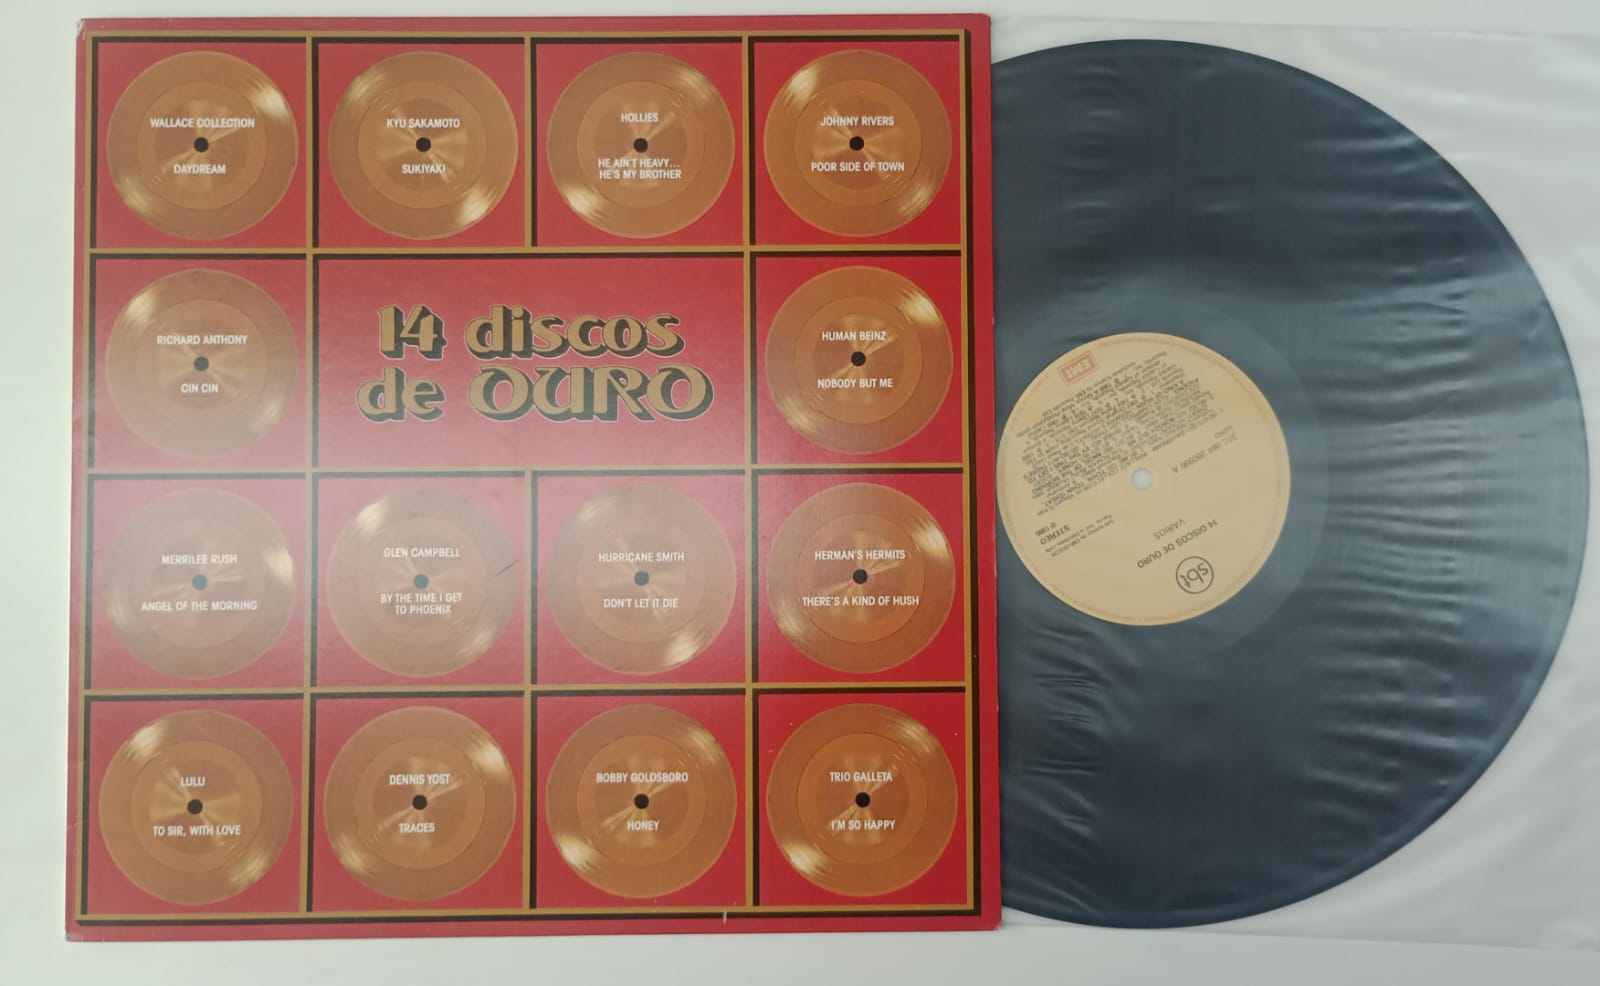 WALLACE COLLECTION
DAYDREAM
KYU SAKAMOTO
SUKIYAKI
HOLLIES
HE AIN'T HEAVY...
HE'S MY BROTHER
JOHNNY RIVERS
POOR SIDE OF TOWN
RICHARD ANTHONY
CIN CIN
14 discos
de OURO
HUMAN BEINZ
NOBODY BUT ME
MERRILEE RUSH
ANGEL OF THE MORNING
GLEN CAMPBELL
BY THE TIME I GET
TO PHOENIX
HURRICANE SMITH
DON'T LET IT DIE
HERMAN'S HERMITS
THERE'S A KIND OF HUSH
LULU
TO SIR, WITH LOVE
DENNIS YOST
TRACES
BOBBY GOLDSBORO
HONEY
TRIO GALLETA
I'M SO HAPPY
sbt
14 DISCOS DE OURO
VÁRIOS
STEREO
EMI